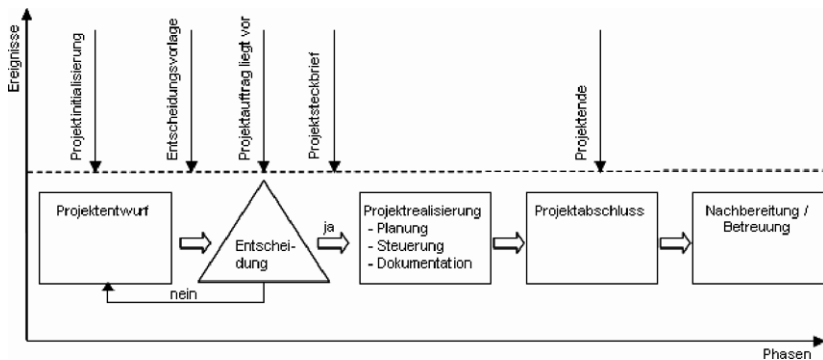 Ereignisse
Projektinitialisierung
Entscheidungsvorlage
Projektauftrag liegt vor
Projektsteckbrief
Projektende
Projektentwurf
Entschei-
dung
ja
nein
Projektrealisierung
- Planung
- Steuerung
- Dokumentation
Projektabschluss
Nachbereitung /
Betreuung
Phasen